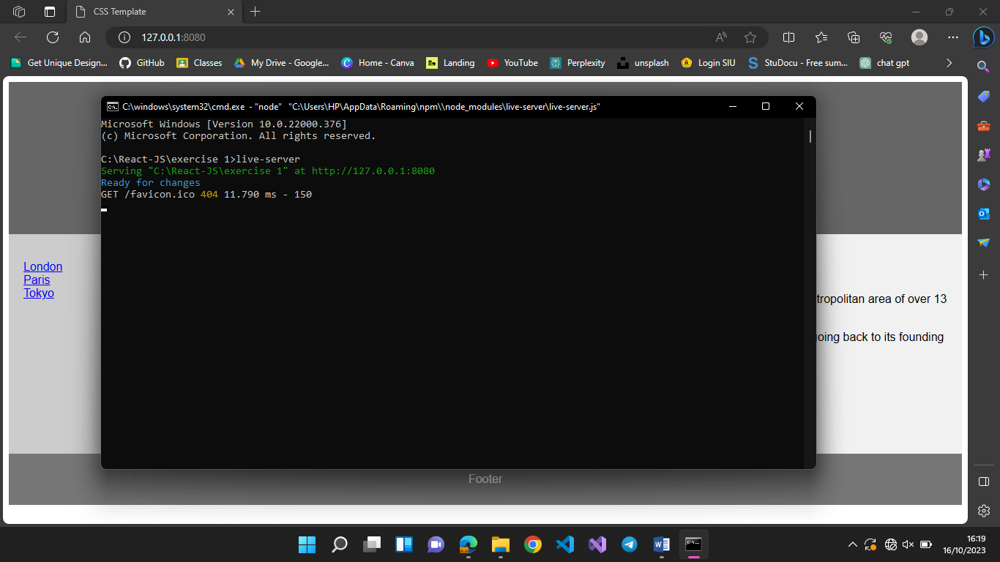 CSS Template
127.0.0.1:8080
Get Unique Design...
GitHub
Classes
My Drive - Google...
Home - Canva
Landing
YouTube
Perplexity
unsplash
Login SIU
StuDocu - Free sum...
chat gpt
C:\windows\system32\cmd.exe - "node" "C:\Users\HP\AppData\Roaming\npm\\node_modules\live-server\live-server.js"
Microsoft Windows [Version 10.0.22000.376]
(c) Microsoft Corporation. All rights reserved.
C:\React-JS\exercise 1>live-server
Serving "C:\React-JS\exercise 1" at http://127.0.0.1:8080
Ready for changes
GET /favicon.ico 404 11.790 ms - 150
London
Paris
Tokyo
tropolitan area of over 13
oing back to its founding
Footer
16:19
16/10/2023